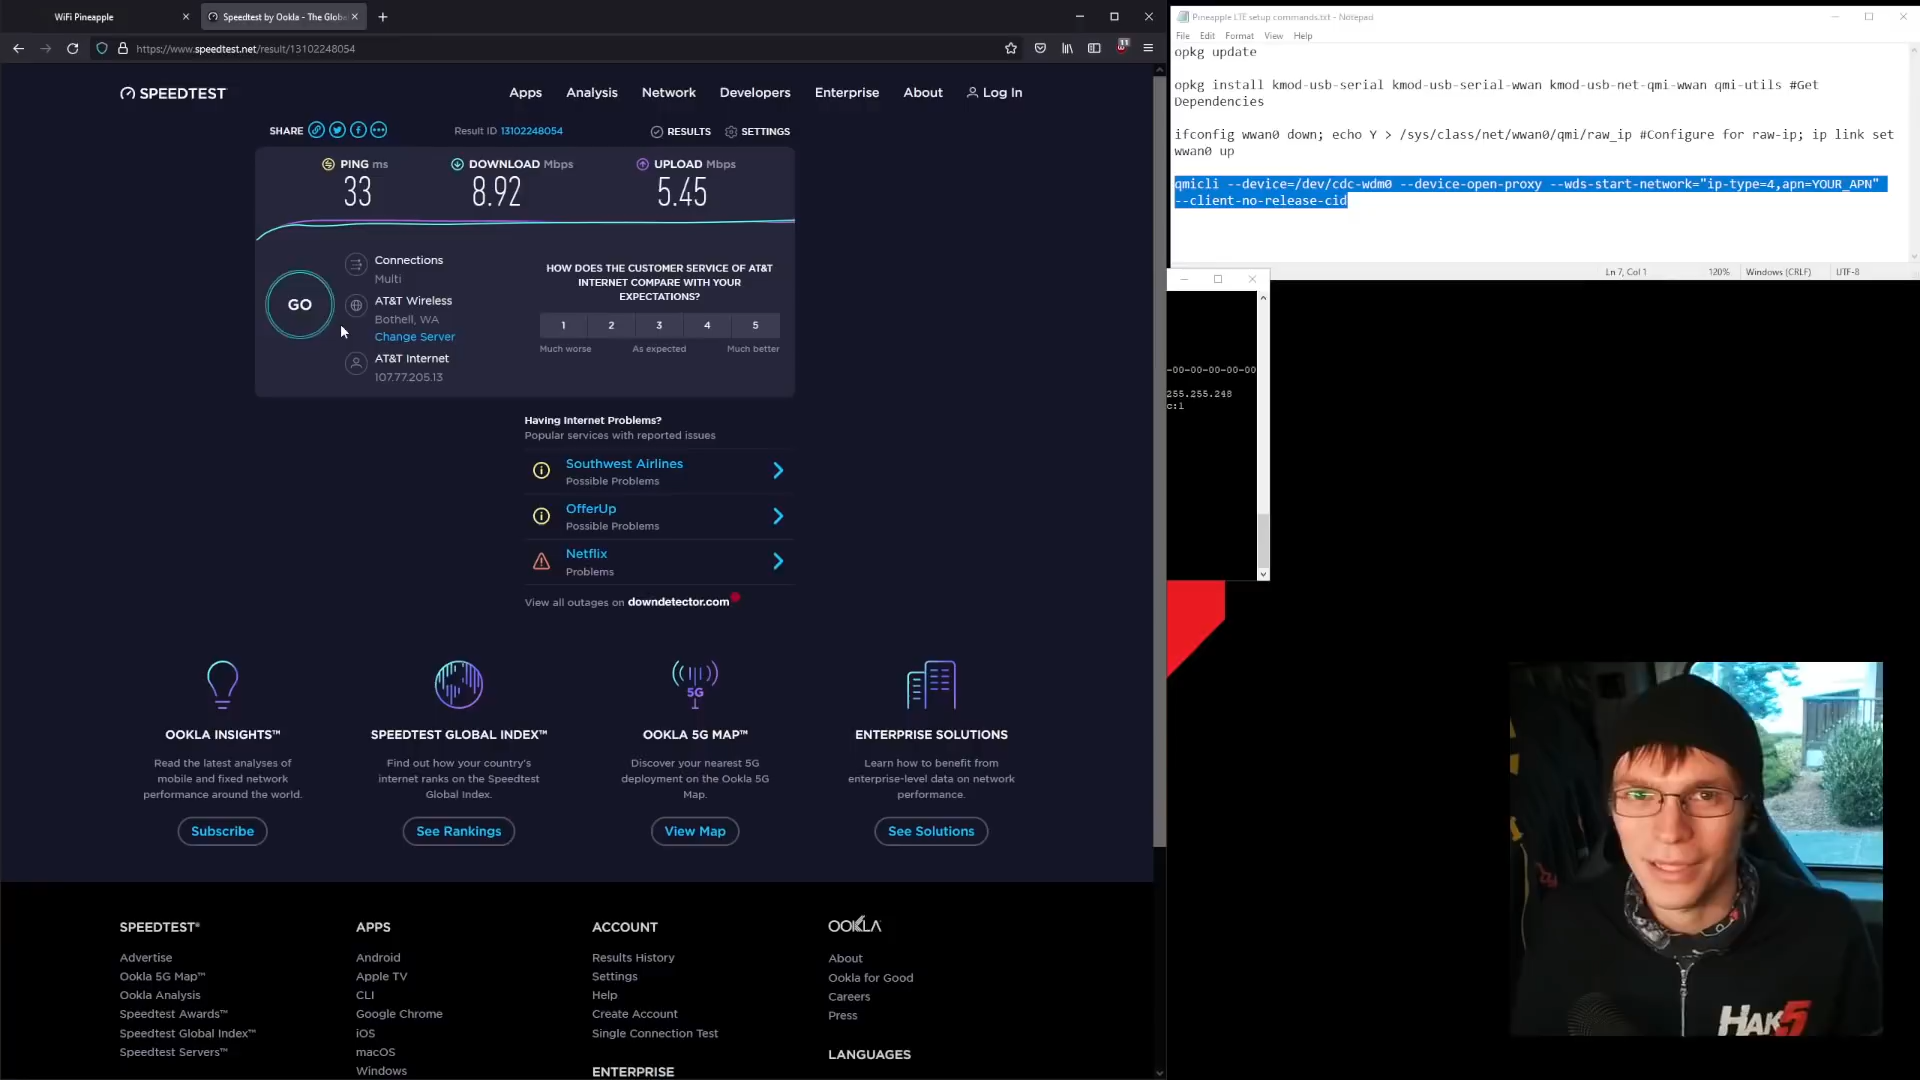 WiFi Pineapple
Speedtest by Ookla - The Globa
https://www.speedtest.net/result/13102248054
11
SPEEDTEST
Apps
Analysis
Network
Developers
Enterprise
About
Log In
SHARE
Result ID 13102248054
RESULTS
SETTINGS
PING ms
33
DOWNLOAD Mbps
8.92
UPLOAD Mbps
5.45
GO
Connections
Multi
AT&T Wireless
Bothell, WA
Change Server
AT&T Internet
107.77.205.13
HOW DOES THE CUSTOMER SERVICE OF AT&T
INTERNET COMPARE WITH YOUR
EXPECTATIONS?
1 2 3 4 5
Much worse As expected Much better
Having Internet Problems?
Popular services with reported issues
Southwest Airlines
Possible Problems
OfferUp
Possible Problems
Netflix
Problems
View all outages on downdetector.com
OOKLA INSIGHTS™
Read the latest analyses of
mobile and fixed network
performance around the world.
Subscribe
SPEEDTEST GLOBAL INDEX™
Find out how your country's
internet ranks on the Speedtest
Global Index.
See Rankings
5G
OOKLA 5G MAP™
Discover your nearest 5G
deployment on the Ookla 5G
Map.
View Map
ENTERPRISE SOLUTIONS
Learn how to benefit from
enterprise-level data on network
performance.
See Solutions
SPEEDTEST®
Advertise
Ookla 5G Map™
Ookla Analysis
Speedtest Awards™
Speedtest Global Index™
Speedtest Servers™
APPS
Android
Apple TV
CLI
Google Chrome
iOS
macOS
Windows
ACCOUNT
Results History
Settings
Help
Create Account
Single Connection Test
ENTERPRISE
OOKLA
About
Ookla for Good
Careers
Press
LANGUAGES
Pineapple LTE setup commands.txt - Notepad
File Edit Format View Help
opkg update
opkg install kmod-usb-serial kmod-usb-serial-wwan kmod-usb-net-qmi-wwan qmi-utils #Get
Dependencies
ifconfig wwan0 down; echo Y > /sys/class/net/wwan0/qmi/raw_ip #Configure for raw-ip; ip link set
wwan0 up
qmicli --device=/dev/cdc-wdm0 --device-open-proxy --wds-start-network="ip-type=4,apn=YOUR_APN"
--client-no-release-cid
Ln 7, Col 1
120%
Windows (CRLF)
UTF-8
-00-00-00-00-00
255.255.248
c:1
HAK5